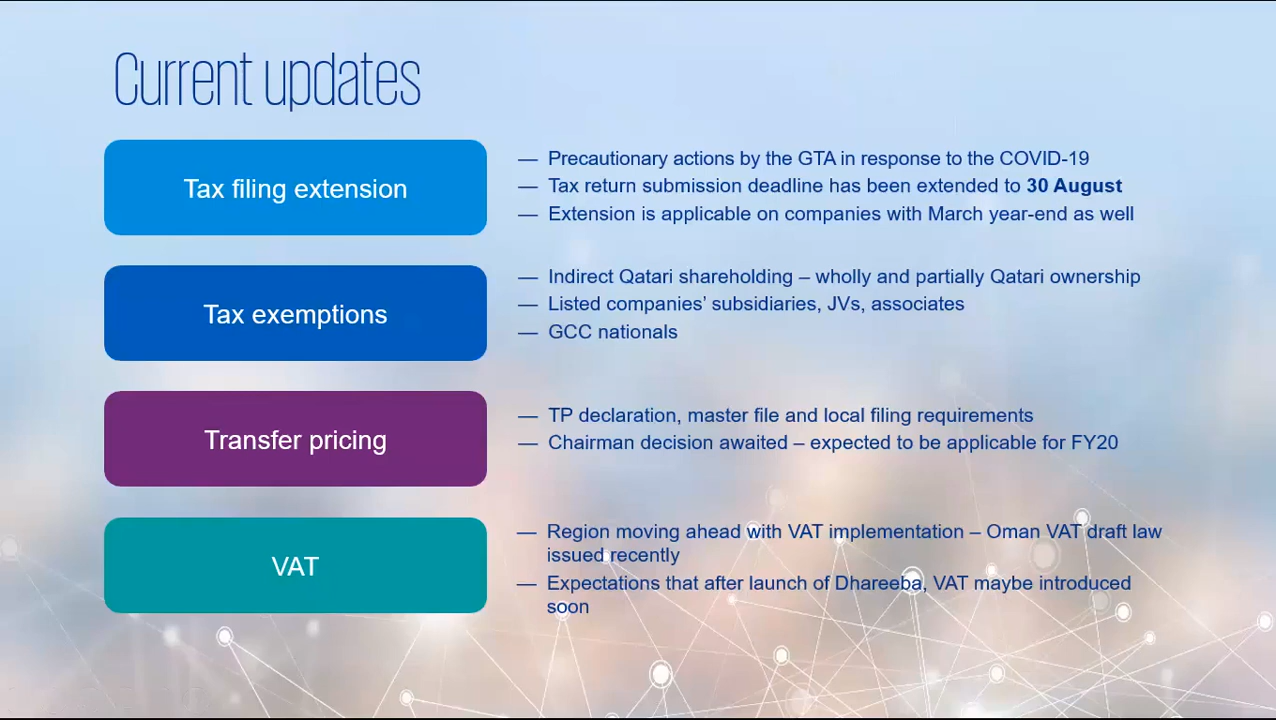 Current updates
Tax filing extension
— Precautionary actions by the GTA in response to the COVID-19
— Tax return submission deadline has been extended to 30 August
— Extension is applicable on companies with March year-end as well
Tax exemptions
— Indirect Qatari shareholding – wholly and partially Qatari ownership
— Listed companies’ subsidiaries, JVs, associates
— GCC nationals
Transfer pricing
— TP declaration, master file and local filing requirements
— Chairman decision awaited – expected to be applicable for FY20
VAT
— Region moving ahead with VAT implementation – Oman VAT draft law
issued recently
— Expectations that after launch of Dhareeba, VAT maybe introduced
soon